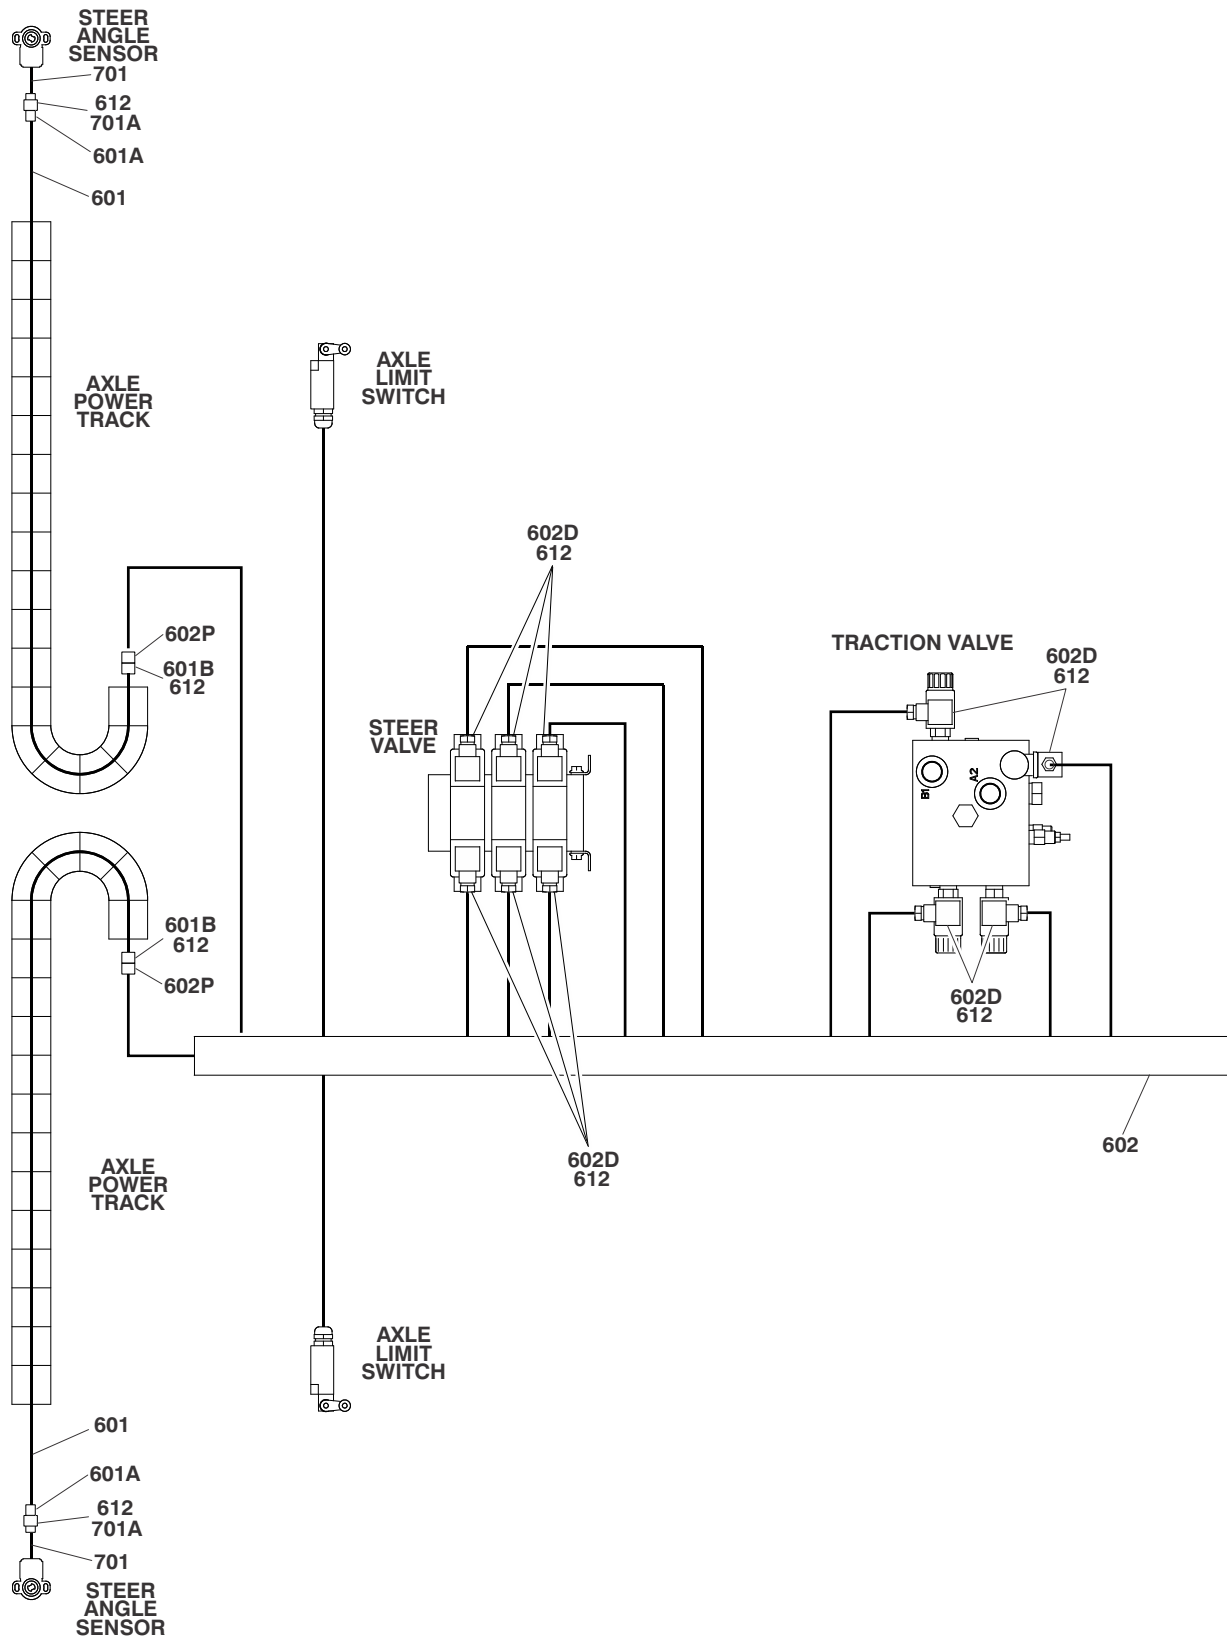 STEER
ANGLE
SENSOR
701
612
701A
601A
601
AXLE
POWER
TRACK
AXLE
LIMIT
SWITCH
602D
612
602P
601B
612
TRACTION VALVE
602D
612
STEER
VALVE
B1
A2
601B
612
602P
602D
612
602
602D
612
AXLE
POWER
TRACK
AXLE
LIMIT
SWITCH
601
601A
612
701A
701
STEER
ANGLE
SENSOR